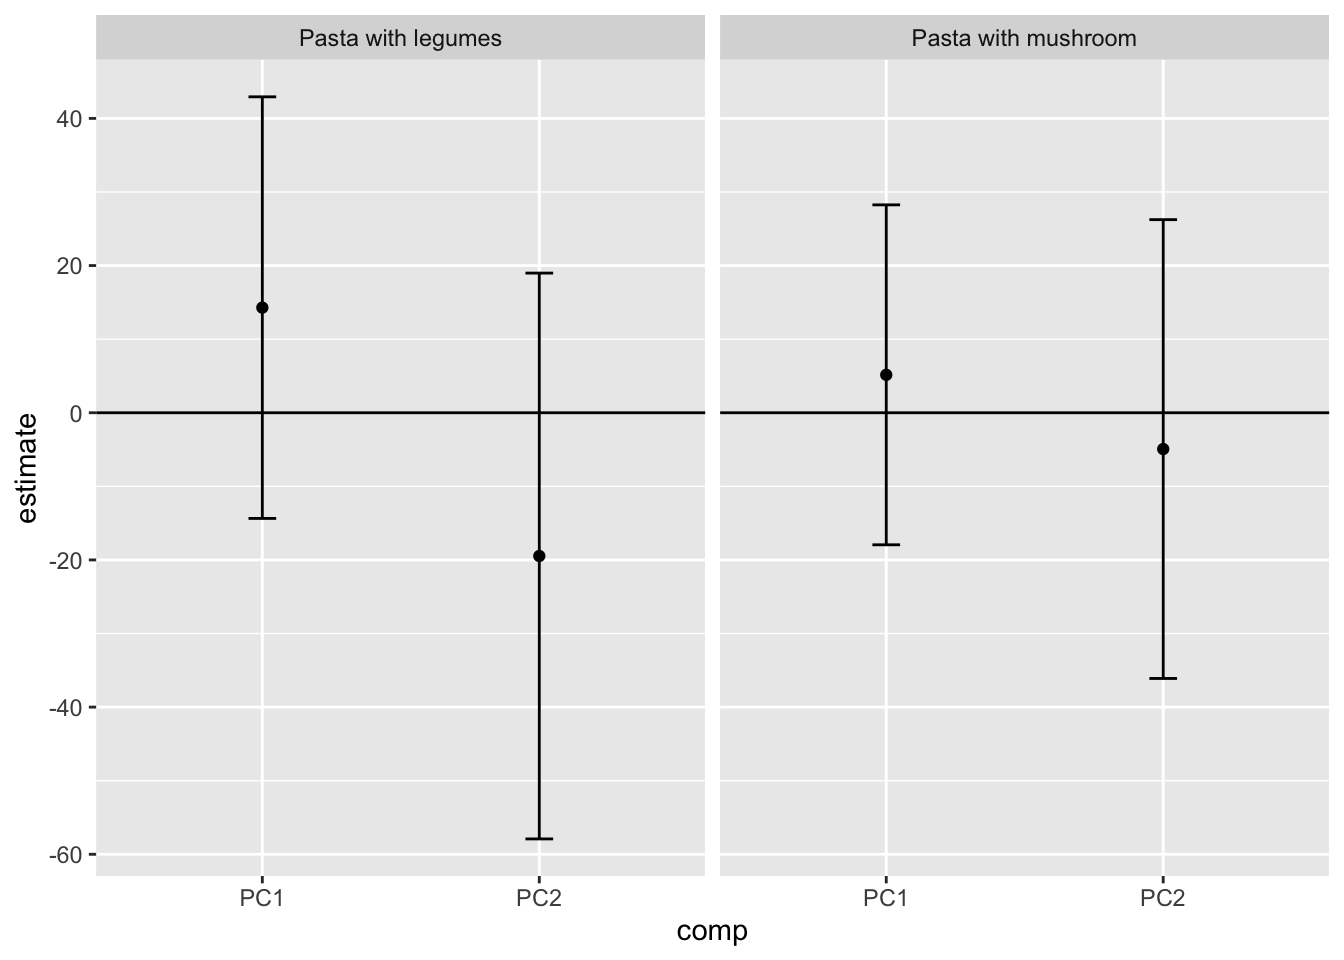 Pasta with legumes
Pasta with mushroom
estimate
40
20
0
-20
-40
-60
PC1
PC2
PC1
PC2
comp